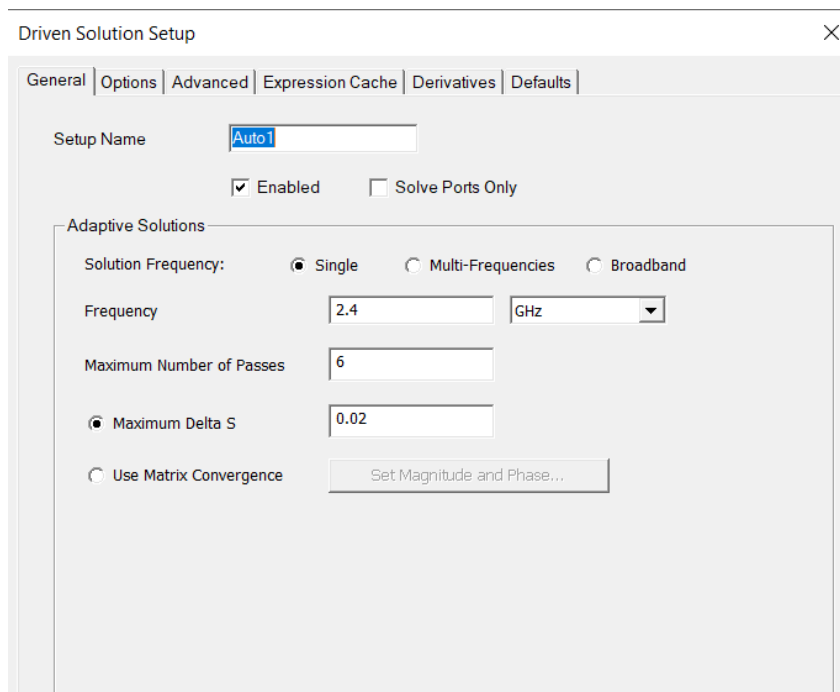 Driven Solution Setup
General Options Advanced Expression Cache Derivatives Defaults
Setup Name Auto1
Enabled Solve Ports Only
Adaptive Solutions
Solution Frequency: Single Multi-Frequencies Broadband
Frequency 2.4 GHz
Maximum Number of Passes 6
Maximum Delta S 0.02
Use Matrix Convergence Set Magnitude and Phase...